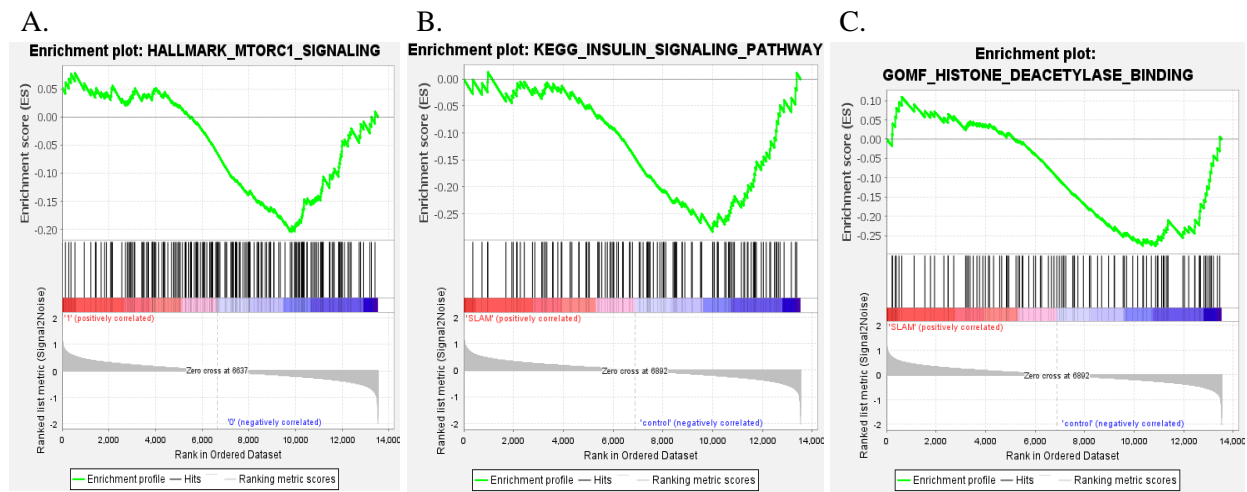 A.
Enrichment plot: HALLMARK_MTORC1_SIGNALING
Enrichment score (ES)
0.05
0.00
-0.05
-0.10
-0.15
-0.20
'1' (positively correlated)
Ranked list metric (Signal2Noise)
2
1
0
-1
-2
Zero cross at 6637
'0' (negatively correlated)
0 2,000 4,000 6,000 8,000 10,000 12,000 14,000
Rank in Ordered Dataset
Enrichment profile Hits Ranking metric scores
B.
Enrichment plot: KEGG_INSULIN_SIGNALING_PATHWAY
Enrichment score (ES)
0.00
-0.05
-0.10
-0.15
-0.20
-0.25
'SLAM' (positively correlated)
Ranked list metric (Signal2Noise)
2
1
0
-1
-2
Zero cross at 6892
'control' (negatively correlated)
0 2,000 4,000 6,000 8,000 10,000 12,000 14,000
Rank in Ordered Dataset
Enrichment profile Hits Ranking metric scores
C.
Enrichment plot:
GOMF_HISTONE_DEACETYLASE_BINDING
Enrichment score (ES)
0.10
0.05
0.00
-0.05
-0.10
-0.15
-0.20
-0.25
'SLAM' (positively correlated)
Ranked list metric (Signal2Noise)
2
1
0
-1
-2
Zero cross at 6892
'control' (negatively correlated)
0 2,000 4,000 6,000 8,000 10,000 12,000 14,000
Rank in Ordered Dataset
Enrichment profile Hits Ranking metric scores